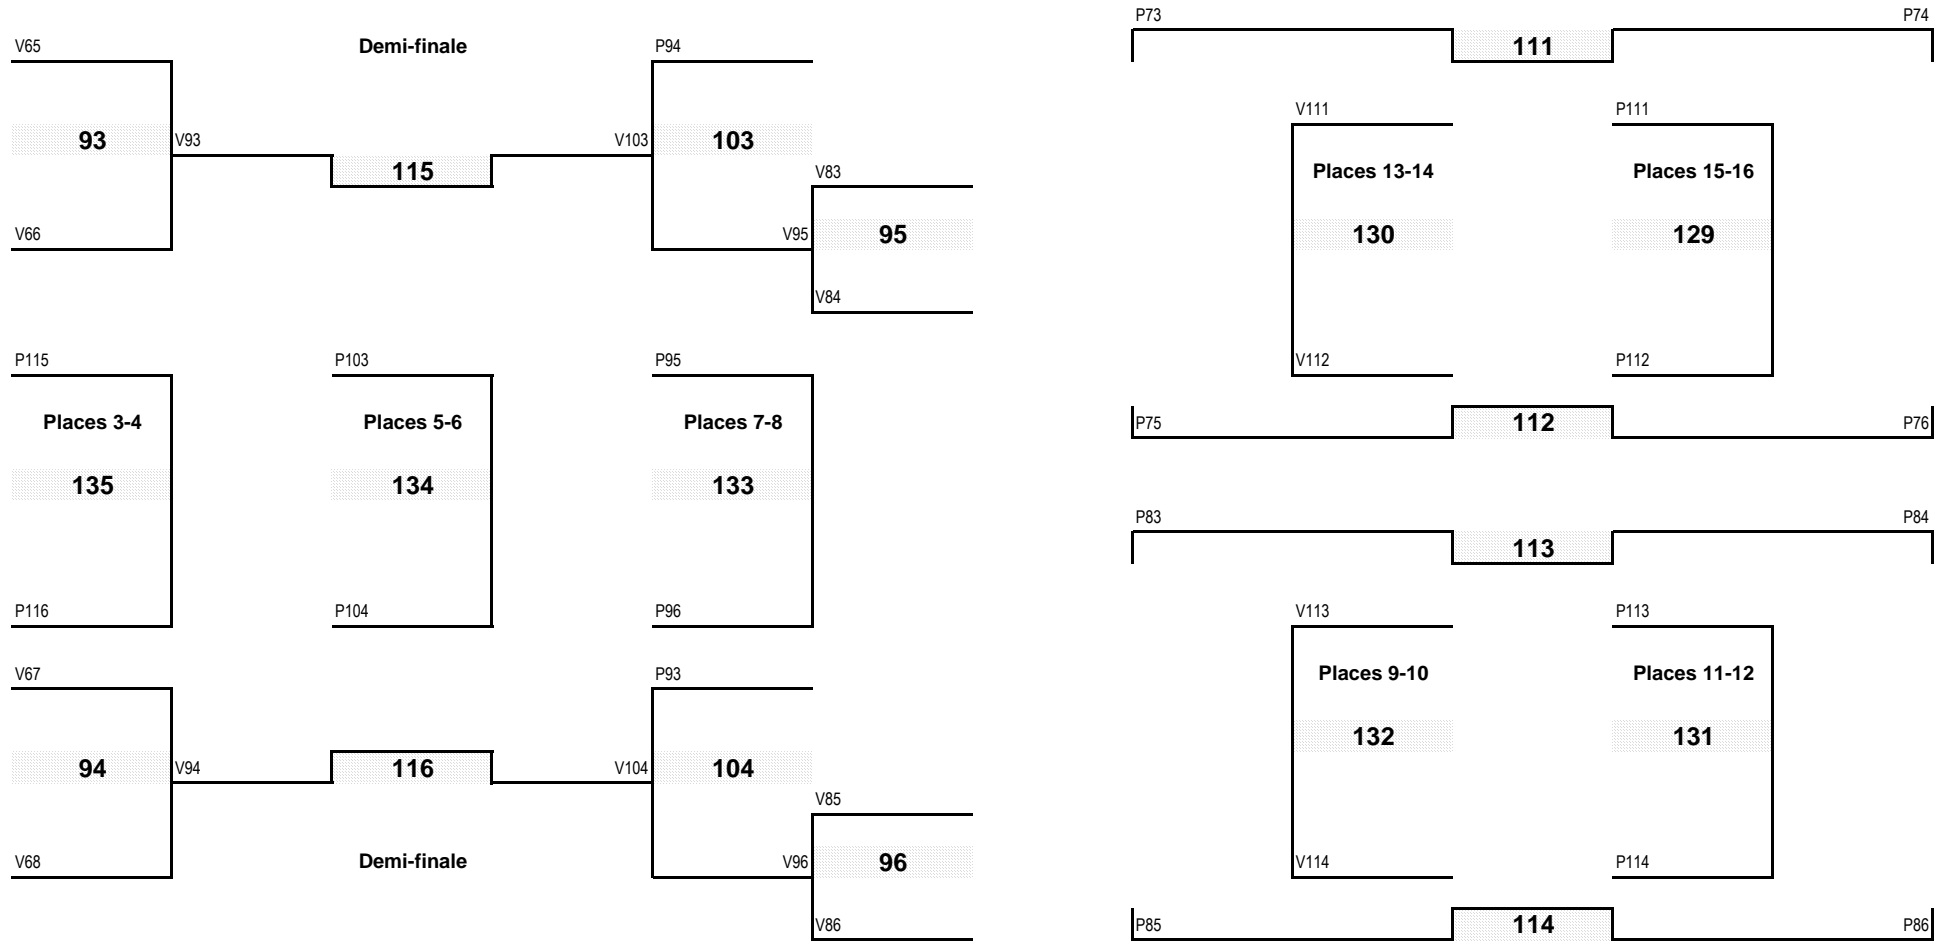 V65
Demi-finale
P94
93
V93
V103
103
115
V83
V66
V95
95
V84
P115
P103
P95
Places 3-4
Places 5-6
Places 7-8
135
134
133
P116
P104
P96
V67
P93
94
V94
116
V104
104
V85
V68
Demi-finale
V96
96
V86
P73
P74
111
V111
P111
Places 13-14
Places 15-16
130
129
V112
P112
P75
112
P76
P83
P84
113
V113
P113
Places 9-10
Places 11-12
132
131
V114
P114
P85
114
P86